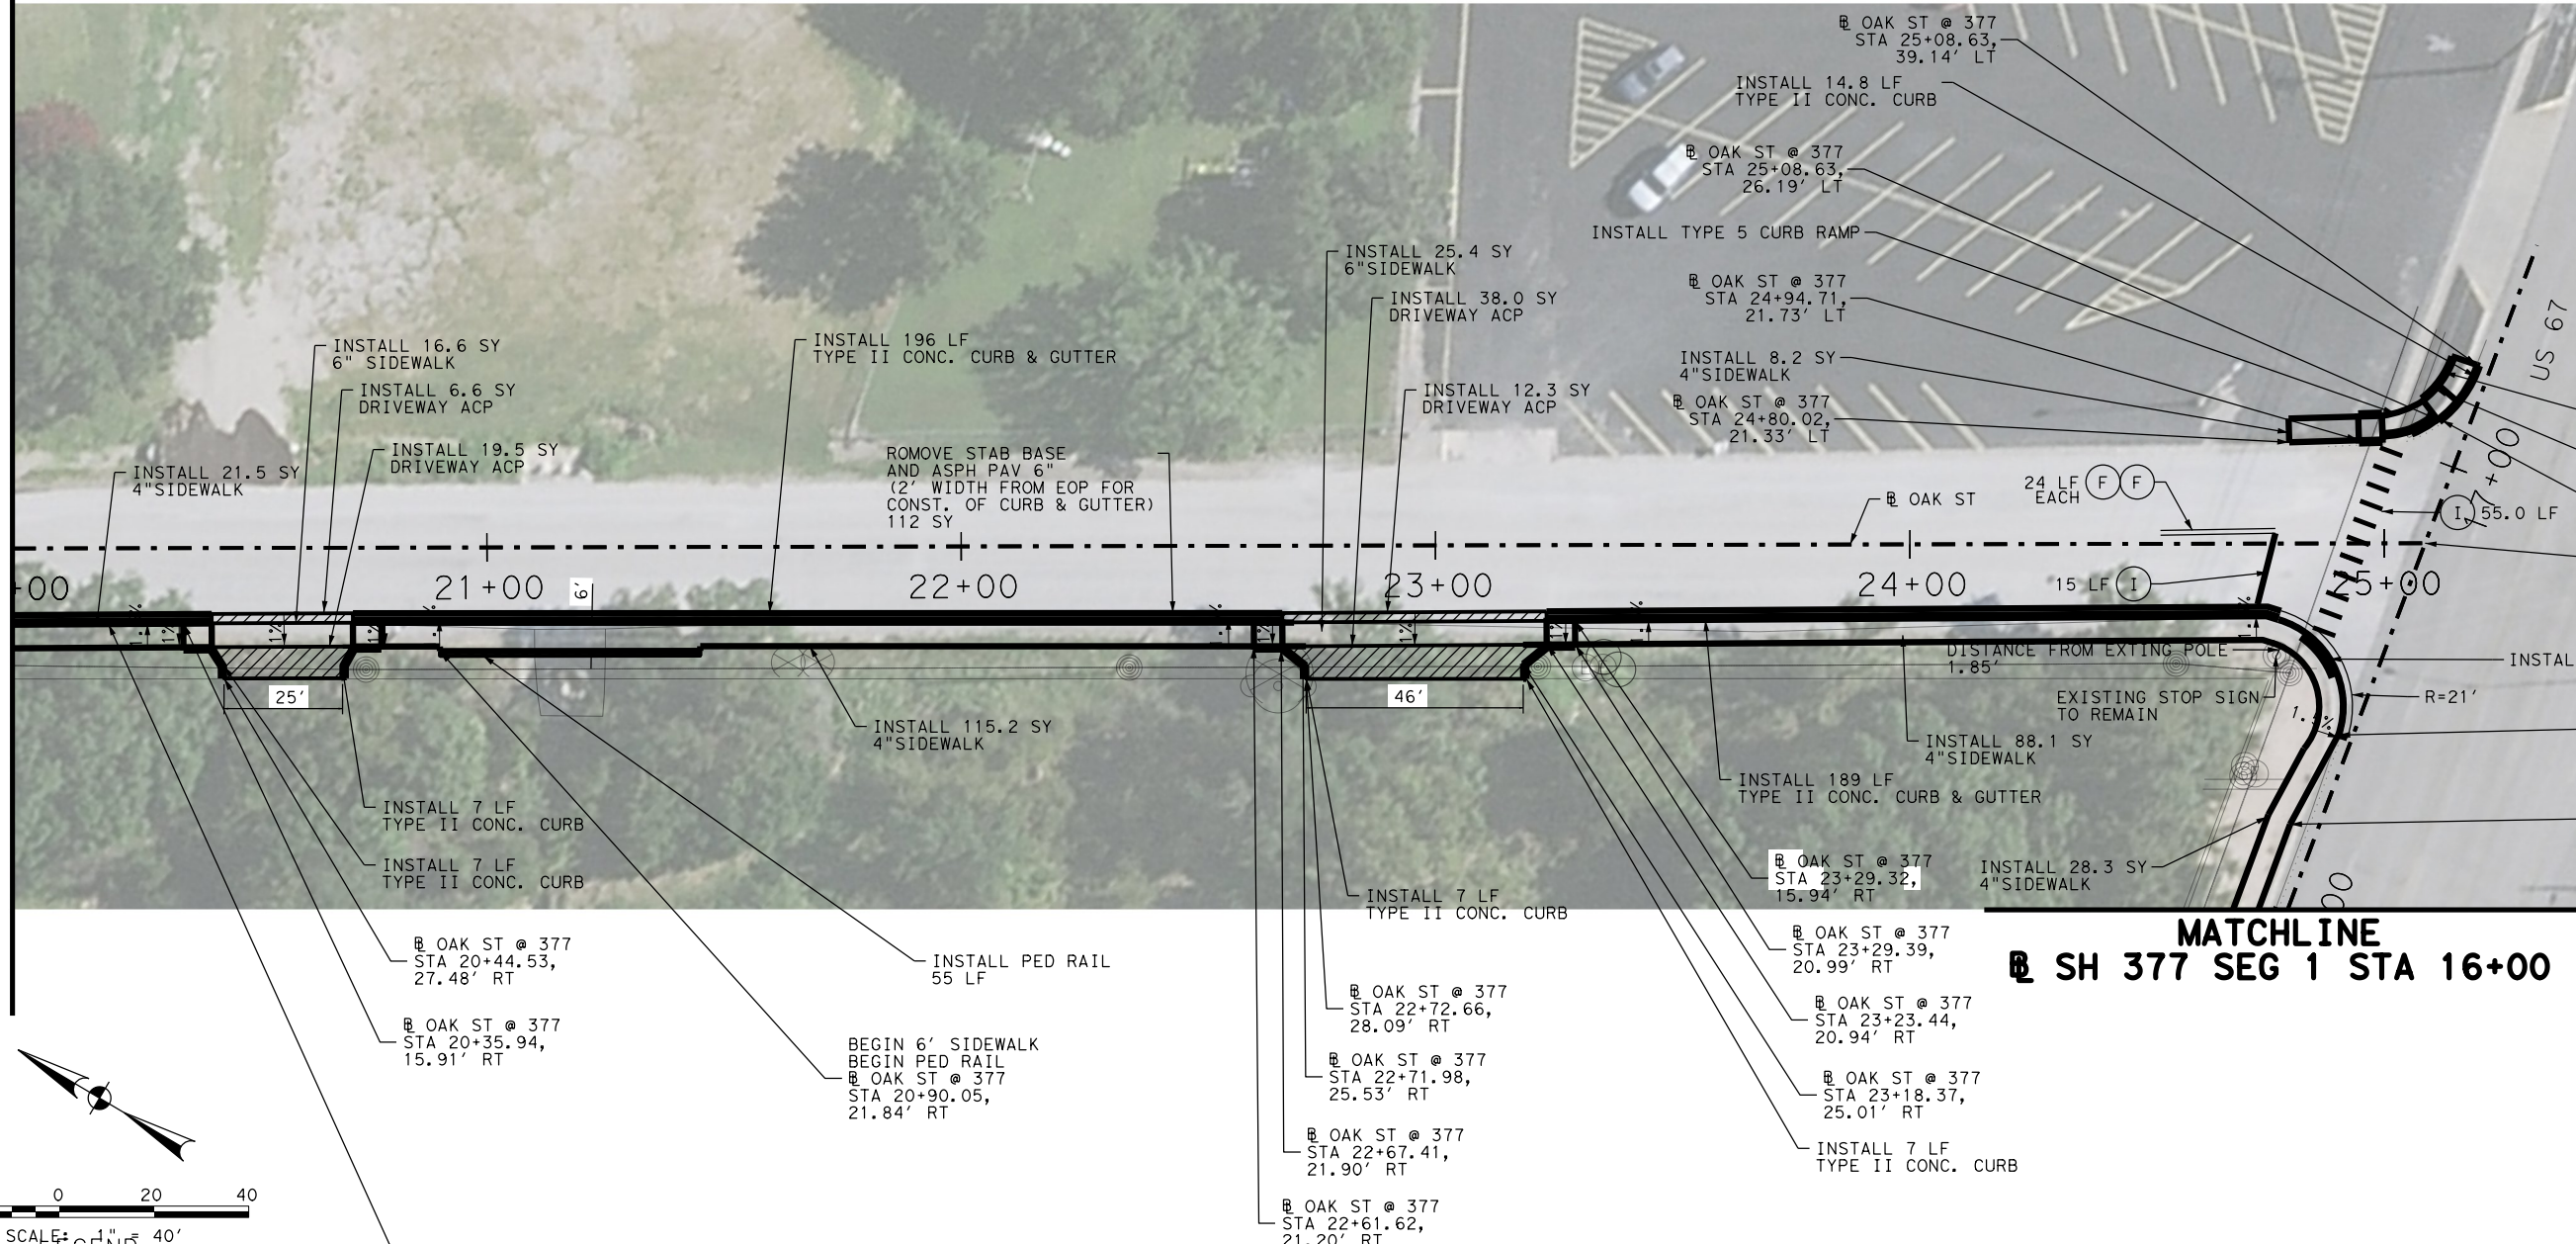 ℄ OAK ST @ 377
STA 25+08.63,
39.14' LT
INSTALL 14.8 LF
TYPE II CONC. CURB
℄ OAK ST @ 377
STA 25+08.63,
26.19' LT
INSTALL TYPE 5 CURB RAMP
℄ OAK ST @ 377
STA 24+94.71,
21.73' LT
INSTALL 8.2 SY
4"SIDEWALK
℄ OAK ST @ 377
STA 24+80.02,
21.33' LT
US 67
INSTALL 25.4 SY
6"SIDEWALK
INSTALL 38.0 SY
DRIVEWAY ACP
INSTALL 12.3 SY
DRIVEWAY ACP
INSTALL 196 LF
TYPE II CONC. CURB & GUTTER
INSTALL 16.6 SY
6" SIDEWALK
INSTALL 6.6 SY
DRIVEWAY ACP
INSTALL 19.5 SY
DRIVEWAY ACP
INSTALL 21.5 SY
4"SIDEWALK
ROMOVE STAB BASE
AND ASPH PAV 6"
(2' WIDTH FROM EOP FOR
CONST. OF CURB & GUTTER)
112 SY
℄ OAK ST
24 LF F F
EACH
I 55.0 LF
17+00
+00
21+00
6'
22+00
23+00
24+00
15 LF I
25+00
DISTANCE FROM EXTING POLE
1.85'
INSTAL
EXISTING STOP SIGN
TO REMAIN
R=21'
25'
46'
INSTALL 115.2 SY
4"SIDEWALK
INSTALL 88.1 SY
4"SIDEWALK
INSTALL 189 LF
TYPE II CONC. CURB & GUTTER
INSTALL 7 LF
TYPE II CONC. CURB
INSTALL 7 LF
TYPE II CONC. CURB
INSTALL 7 LF
TYPE II CONC. CURB
℄ OAK ST @ 377
STA 23+29.32,
15.94' RT
INSTALL 28.3 SY
4"SIDEWALK
00
MATCHLINE
℄ SH 377 SEG 1 STA 16+00
℄ OAK ST @ 377
STA 20+44.53,
27.48' RT
INSTALL PED RAIL
55 LF
℄ OAK ST @ 377
STA 23+29.39,
20.99' RT
℄ OAK ST @ 377
STA 20+35.94,
15.91' RT
BEGIN 6' SIDEWALK
BEGIN PED RAIL
℄ OAK ST @ 377
STA 20+90.05,
21.84' RT
℄ OAK ST @ 377
STA 22+72.66,
28.09' RT
℄ OAK ST @ 377
STA 23+23.44,
20.94' RT
℄ OAK ST @ 377
STA 22+71.98,
25.53' RT
℄ OAK ST @ 377
STA 23+18.37,
25.01' RT
℄ OAK ST @ 377
STA 22+67.41,
21.90' RT
INSTALL 7 LF
TYPE II CONC. CURB
℄ OAK ST @ 377
STA 22+61.62,
21.20' RT
0 20 40
SCALE: 1" = 40'